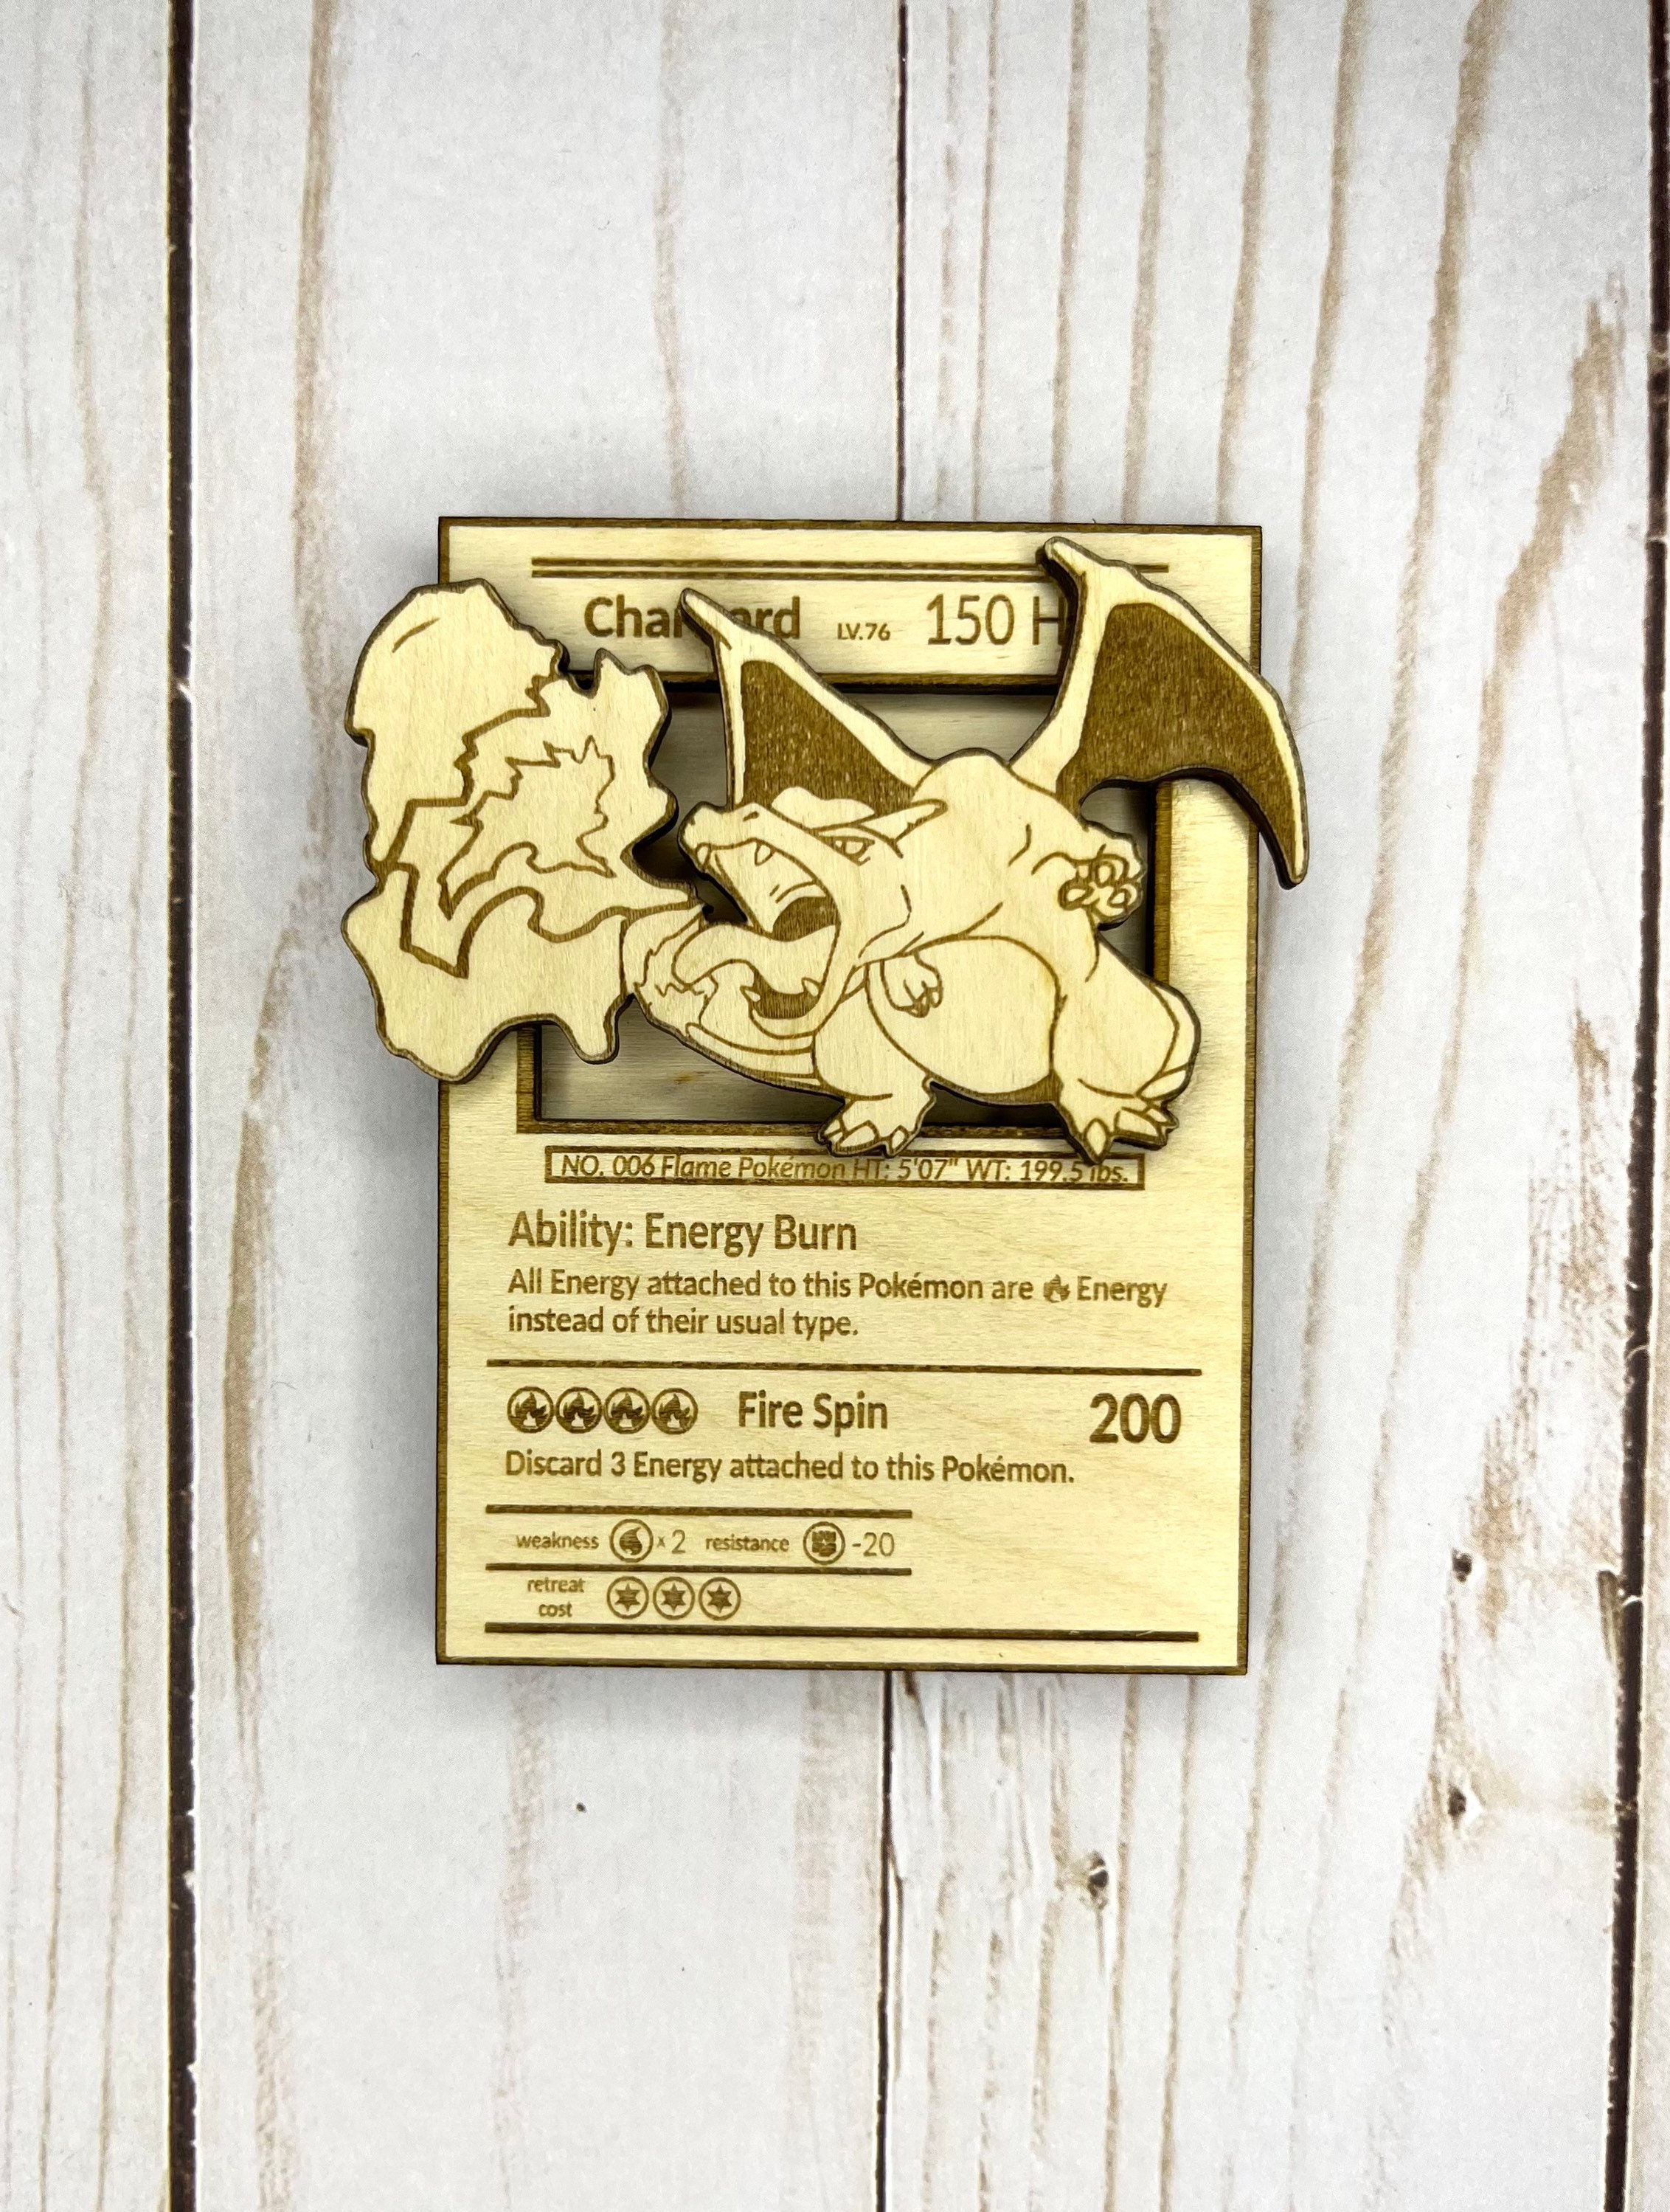 LV.76 150
NO. 006 Flame Pokémon HT: 5'07" WT: 199.5 lbs.
Ability: Energy Burn
All Energy attached to this Pokémon are Energy
instead of their usual type.
Fire Spin 200
Discard 3 Energy attached to this Pokémon.
weakness x 2 resistance -20
retreat
cost